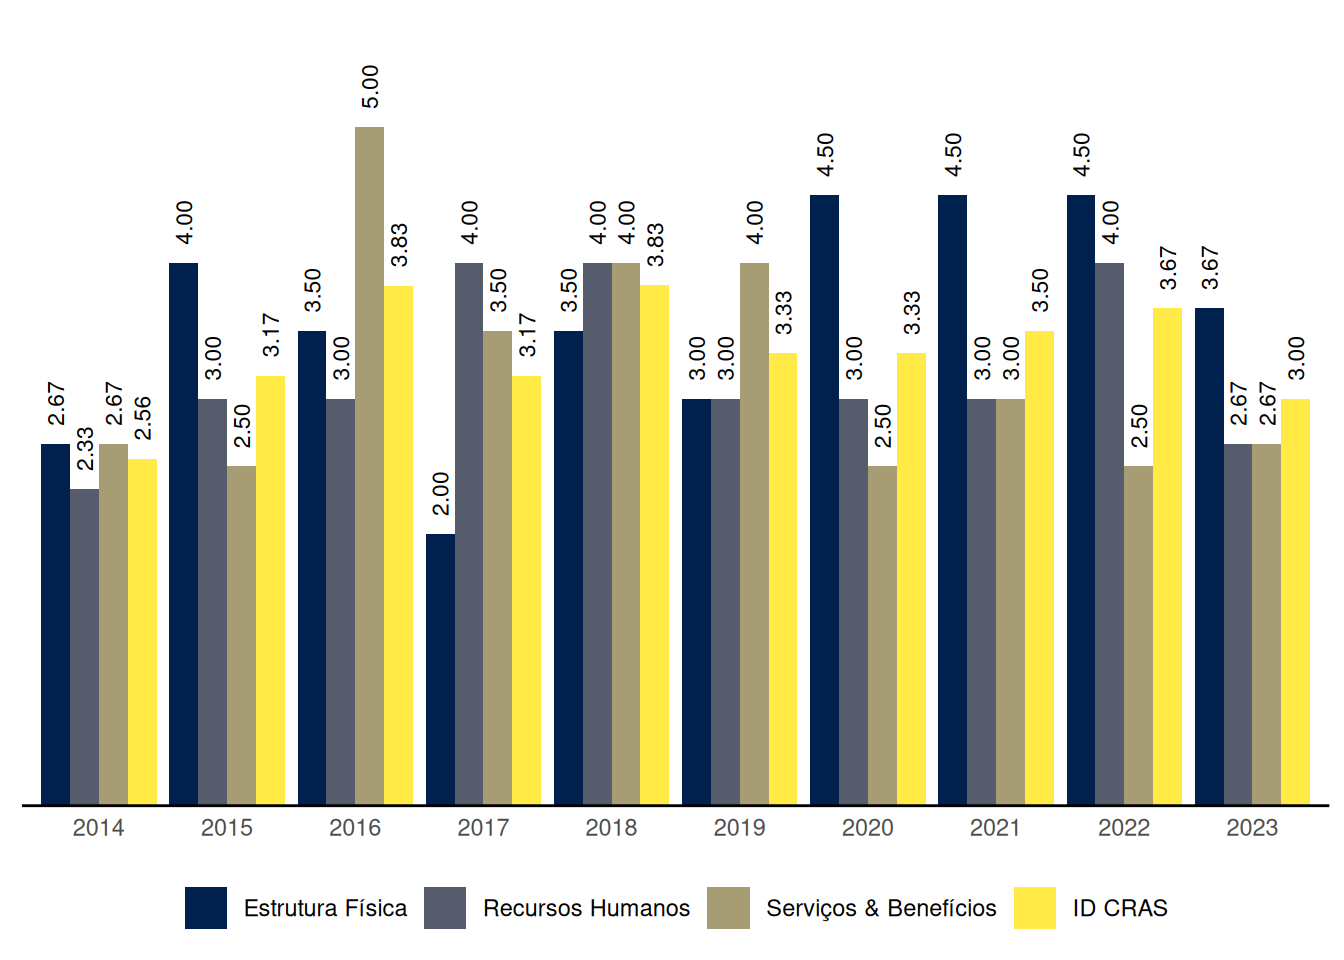 5.00
4.50 4.50 4.50
4.00 4.00 4.00 4.00 4.00 4.00
3.83 3.83
3.67 3.67
3.50 3.50 3.50 3.50
3.33 3.33
3.17 3.17
3.00 3.00 3.00 3.00 3.00 3.00 3.00 3.00
2.67 2.67 2.56 2.67 2.67
2.50 2.50 2.50
2.33
2.00
2014 2015 2016 2017 2018 2019 2020 2021 2022 2023
Estrutura Física Recursos Humanos Serviços & Benefícios ID CRAS